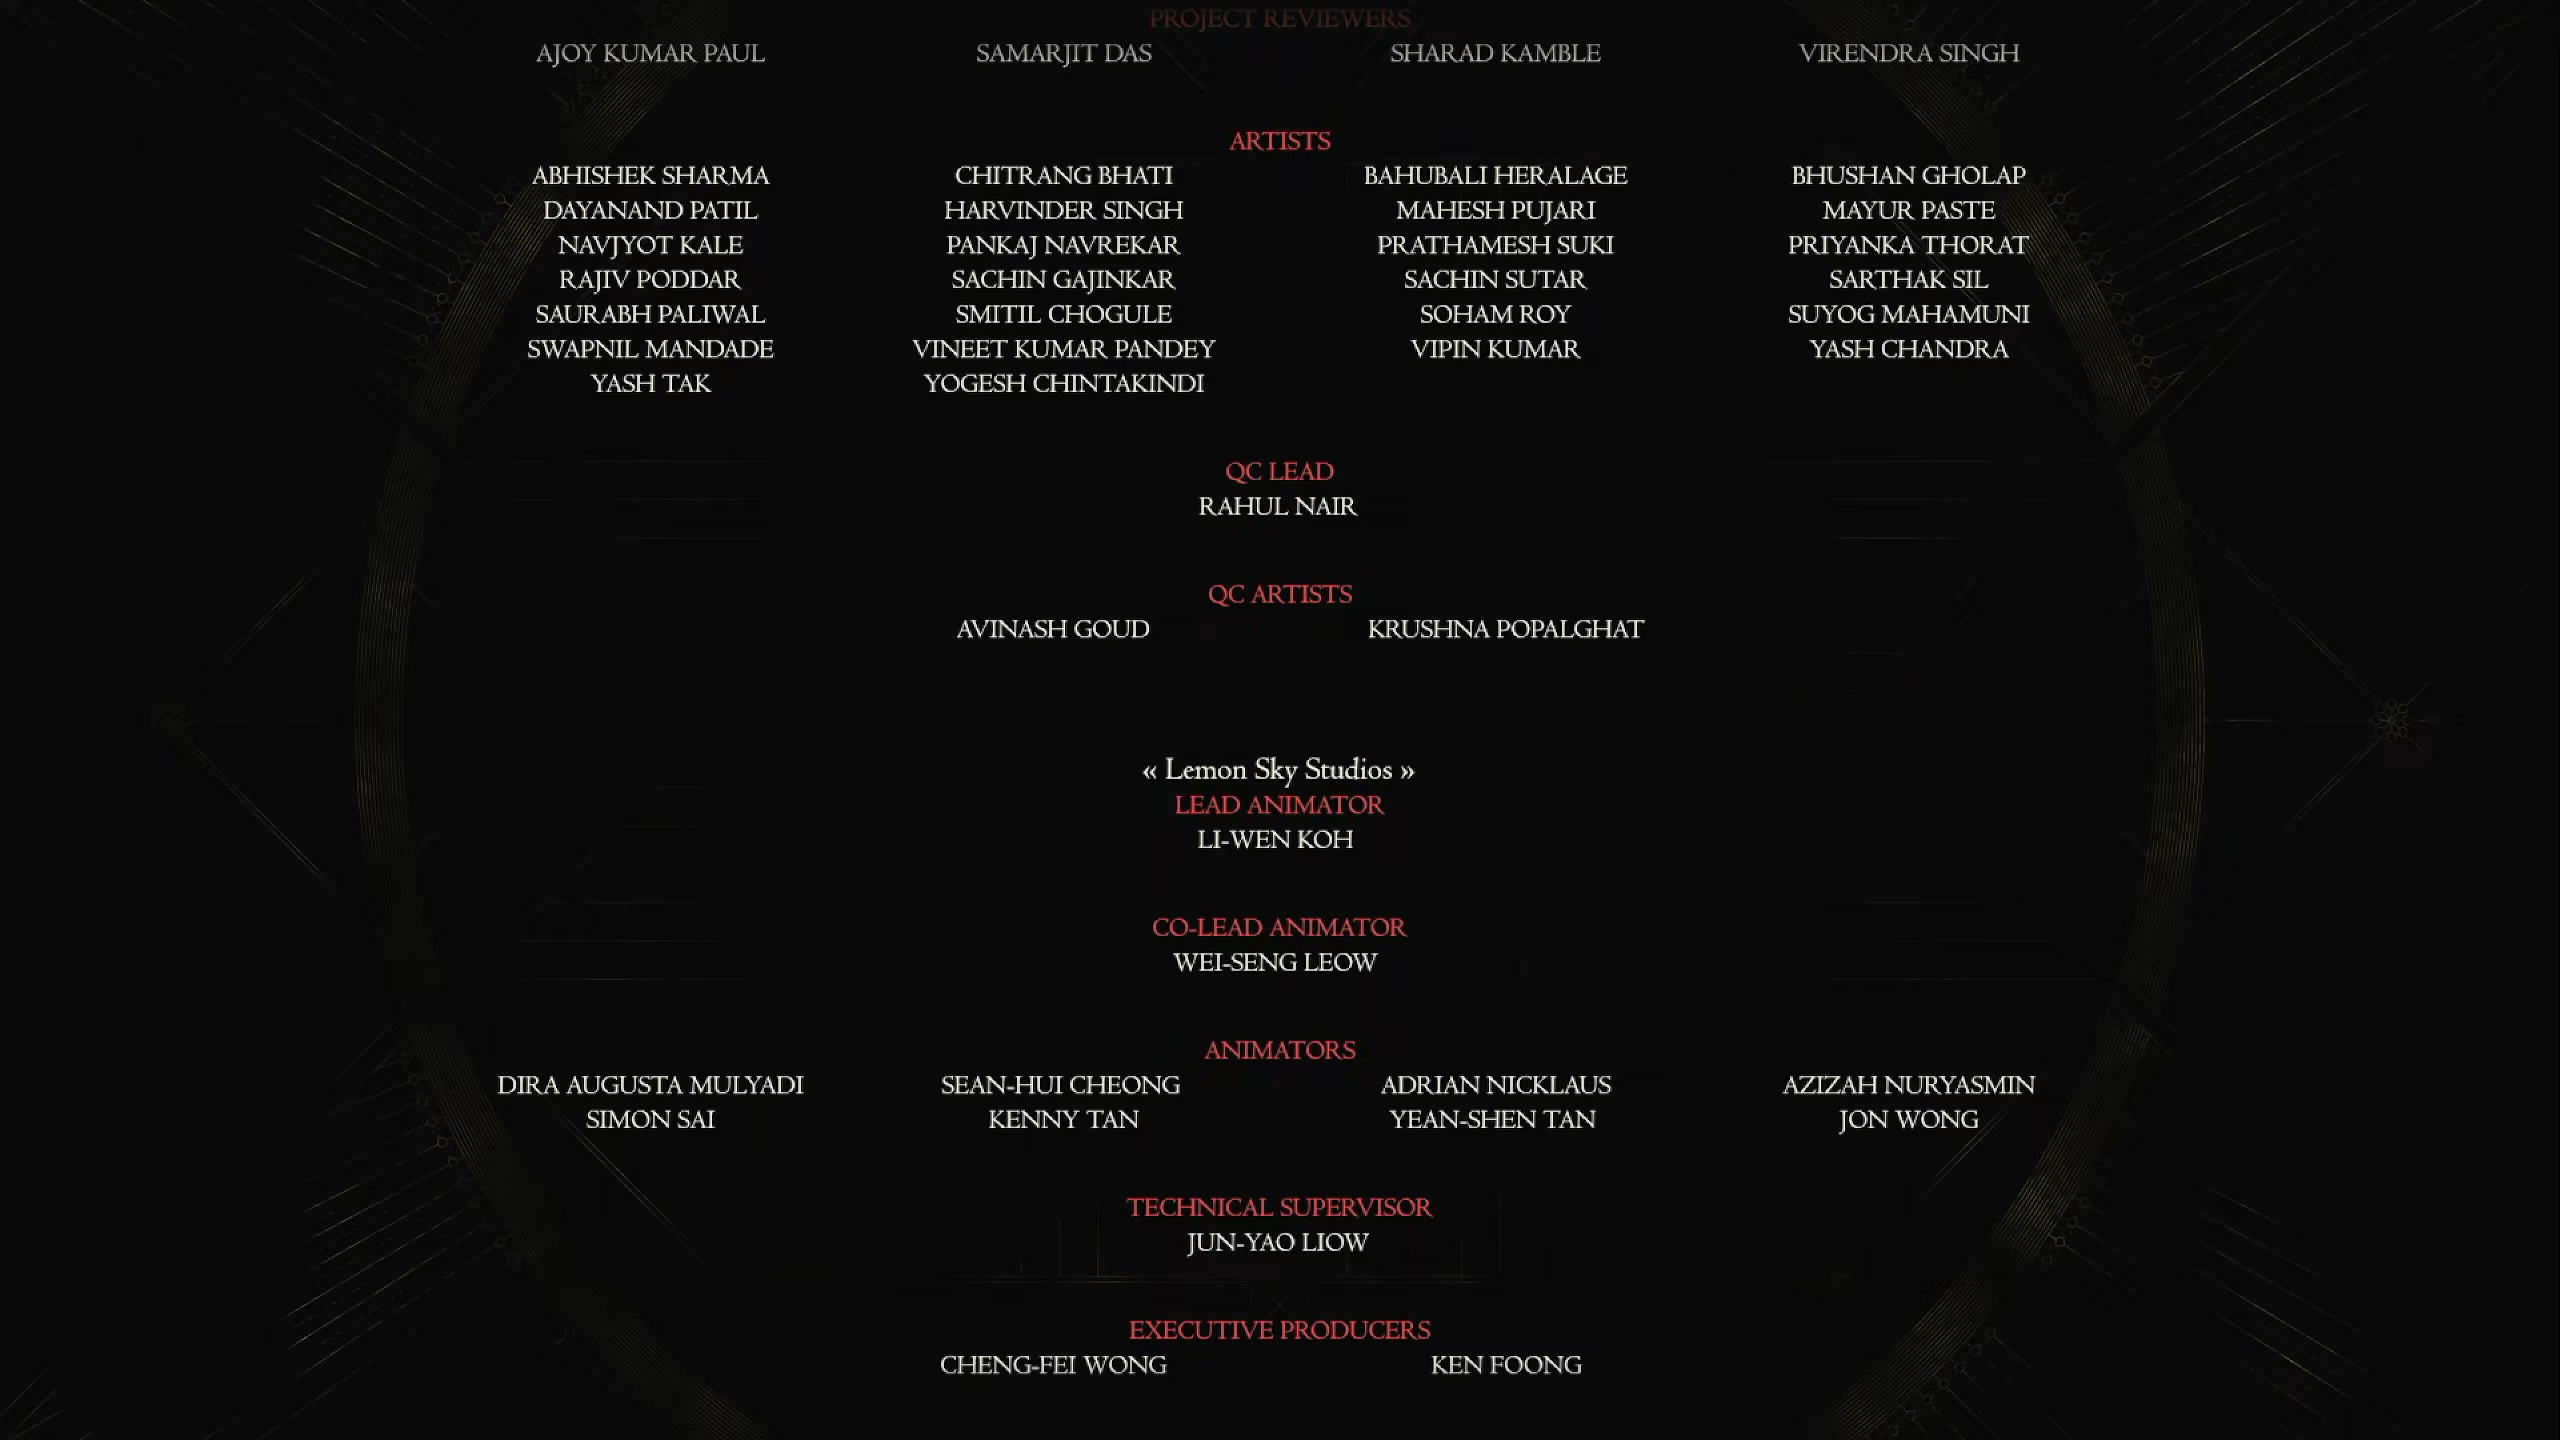 PROJECT REVIEWERS
AJOY KUMAR PAUL SAMARJIT DAS SHARAD KAMBLE VIRENDRA SINGH
ARTISTS
ABHISHEK SHARMA CHITRANG BHATI BAHUBALI HERALAGE BHUSHAN GHOLAP
DAYANAND PATIL HARVINDER SINGH MAHESH PUJARI MAYUR PASTE
NAVJYOT KALE PANKAJ NAVREKAR PRATHAMESH SUKI PRIYANKA THORAT
RAJIV PODDAR SACHIN GAJINKAR SACHIN SUTAR SARTHAK SIL
SAURABH PALIWAL SMITIL CHOGULE SOHAM ROY SUYOG MAHAMUNI
SWAPNIL MANDADE VINEET KUMAR PANDEY VIPIN KUMAR YASH CHANDRA
YASH TAK YOGESH CHINTAKINDI
QC LEAD
RAHUL NAIR
QC ARTISTS
AVINASH GOUD KRUSHNA POPALGHAT
« Lemon Sky Studios »
LEAD ANIMATOR
LI-WEN KOH
CO-LEAD ANIMATOR
WEI-SENG LEOW
ANIMATORS
DIRA AUGUSTA MULYADI SEAN-HUI CHEONG ADRIAN NICKLAUS AZIZAH NURYASMIN
SIMON SAI KENNY TAN YEAN-SHEN TAN JON WONG
TECHNICAL SUPERVISOR
JUN-YAO LIOW
EXECUTIVE PRODUCERS
CHENG-FEI WONG KEN FOONG